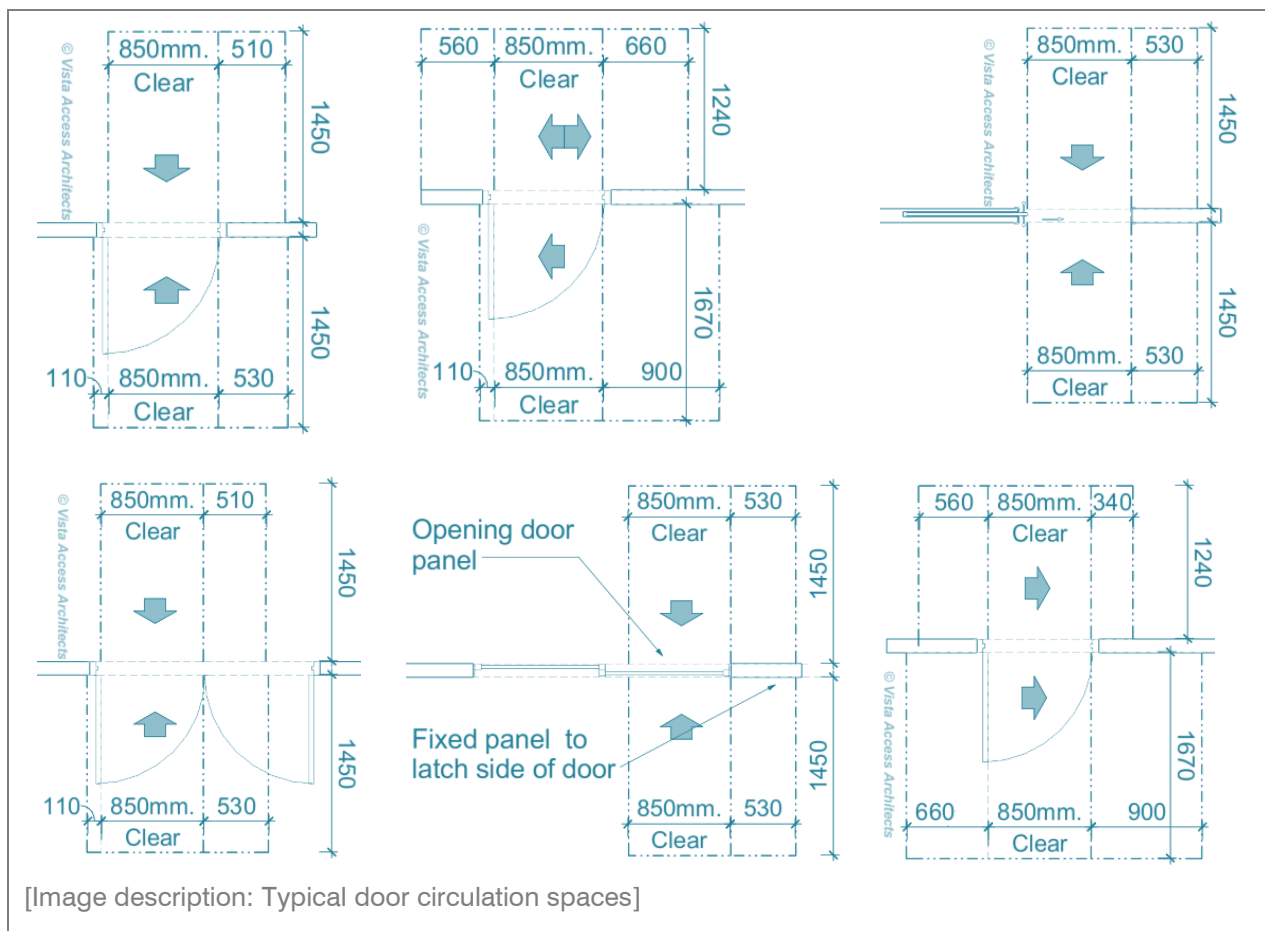 850mm.
510
Clear
1450
© Vista Access Architects
1450
110
850mm.
530
Clear
560
850mm.
660
Clear
1240
© Vista Access Architects
1670
110
850mm.
900
Clear
850mm.
530
Clear
1450
© Vista Access Architects
1450
850mm.
530
Clear
850mm.
510
Clear
1450
© Vista Access Architects
1450
110
850mm.
530
Clear
850mm.
530
Clear
1450
Opening door
panel
Fixed panel to
latch side of door
1450
850mm.
530
Clear
560
850mm.
340
Clear
1240
© Vista Access Architects
1670
660
850mm.
900
Clear
[Image description: Typical door circulation spaces]